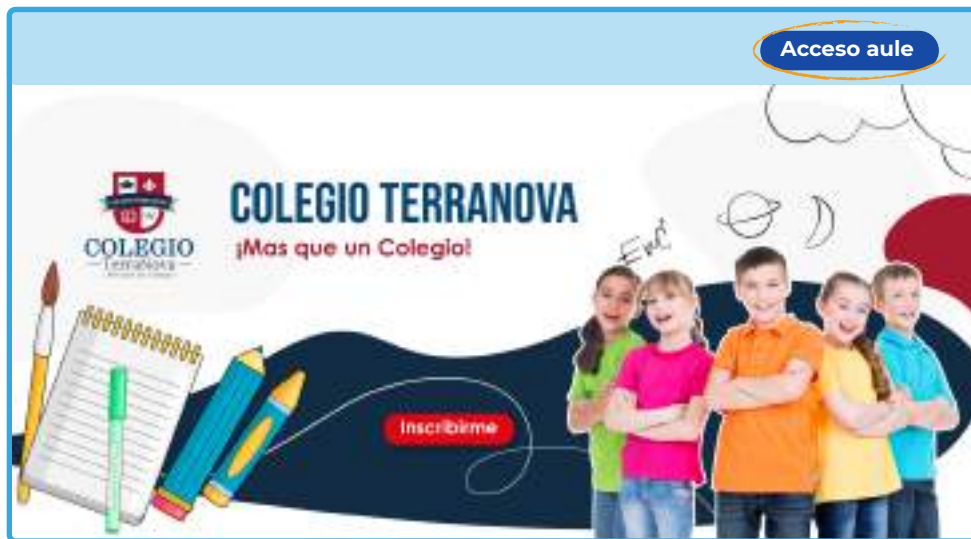 Acceso aule
COLEGIO TERRANOVA
¡Mas que un Colegio!
COLEGIO
TerraNova
Inscribirme